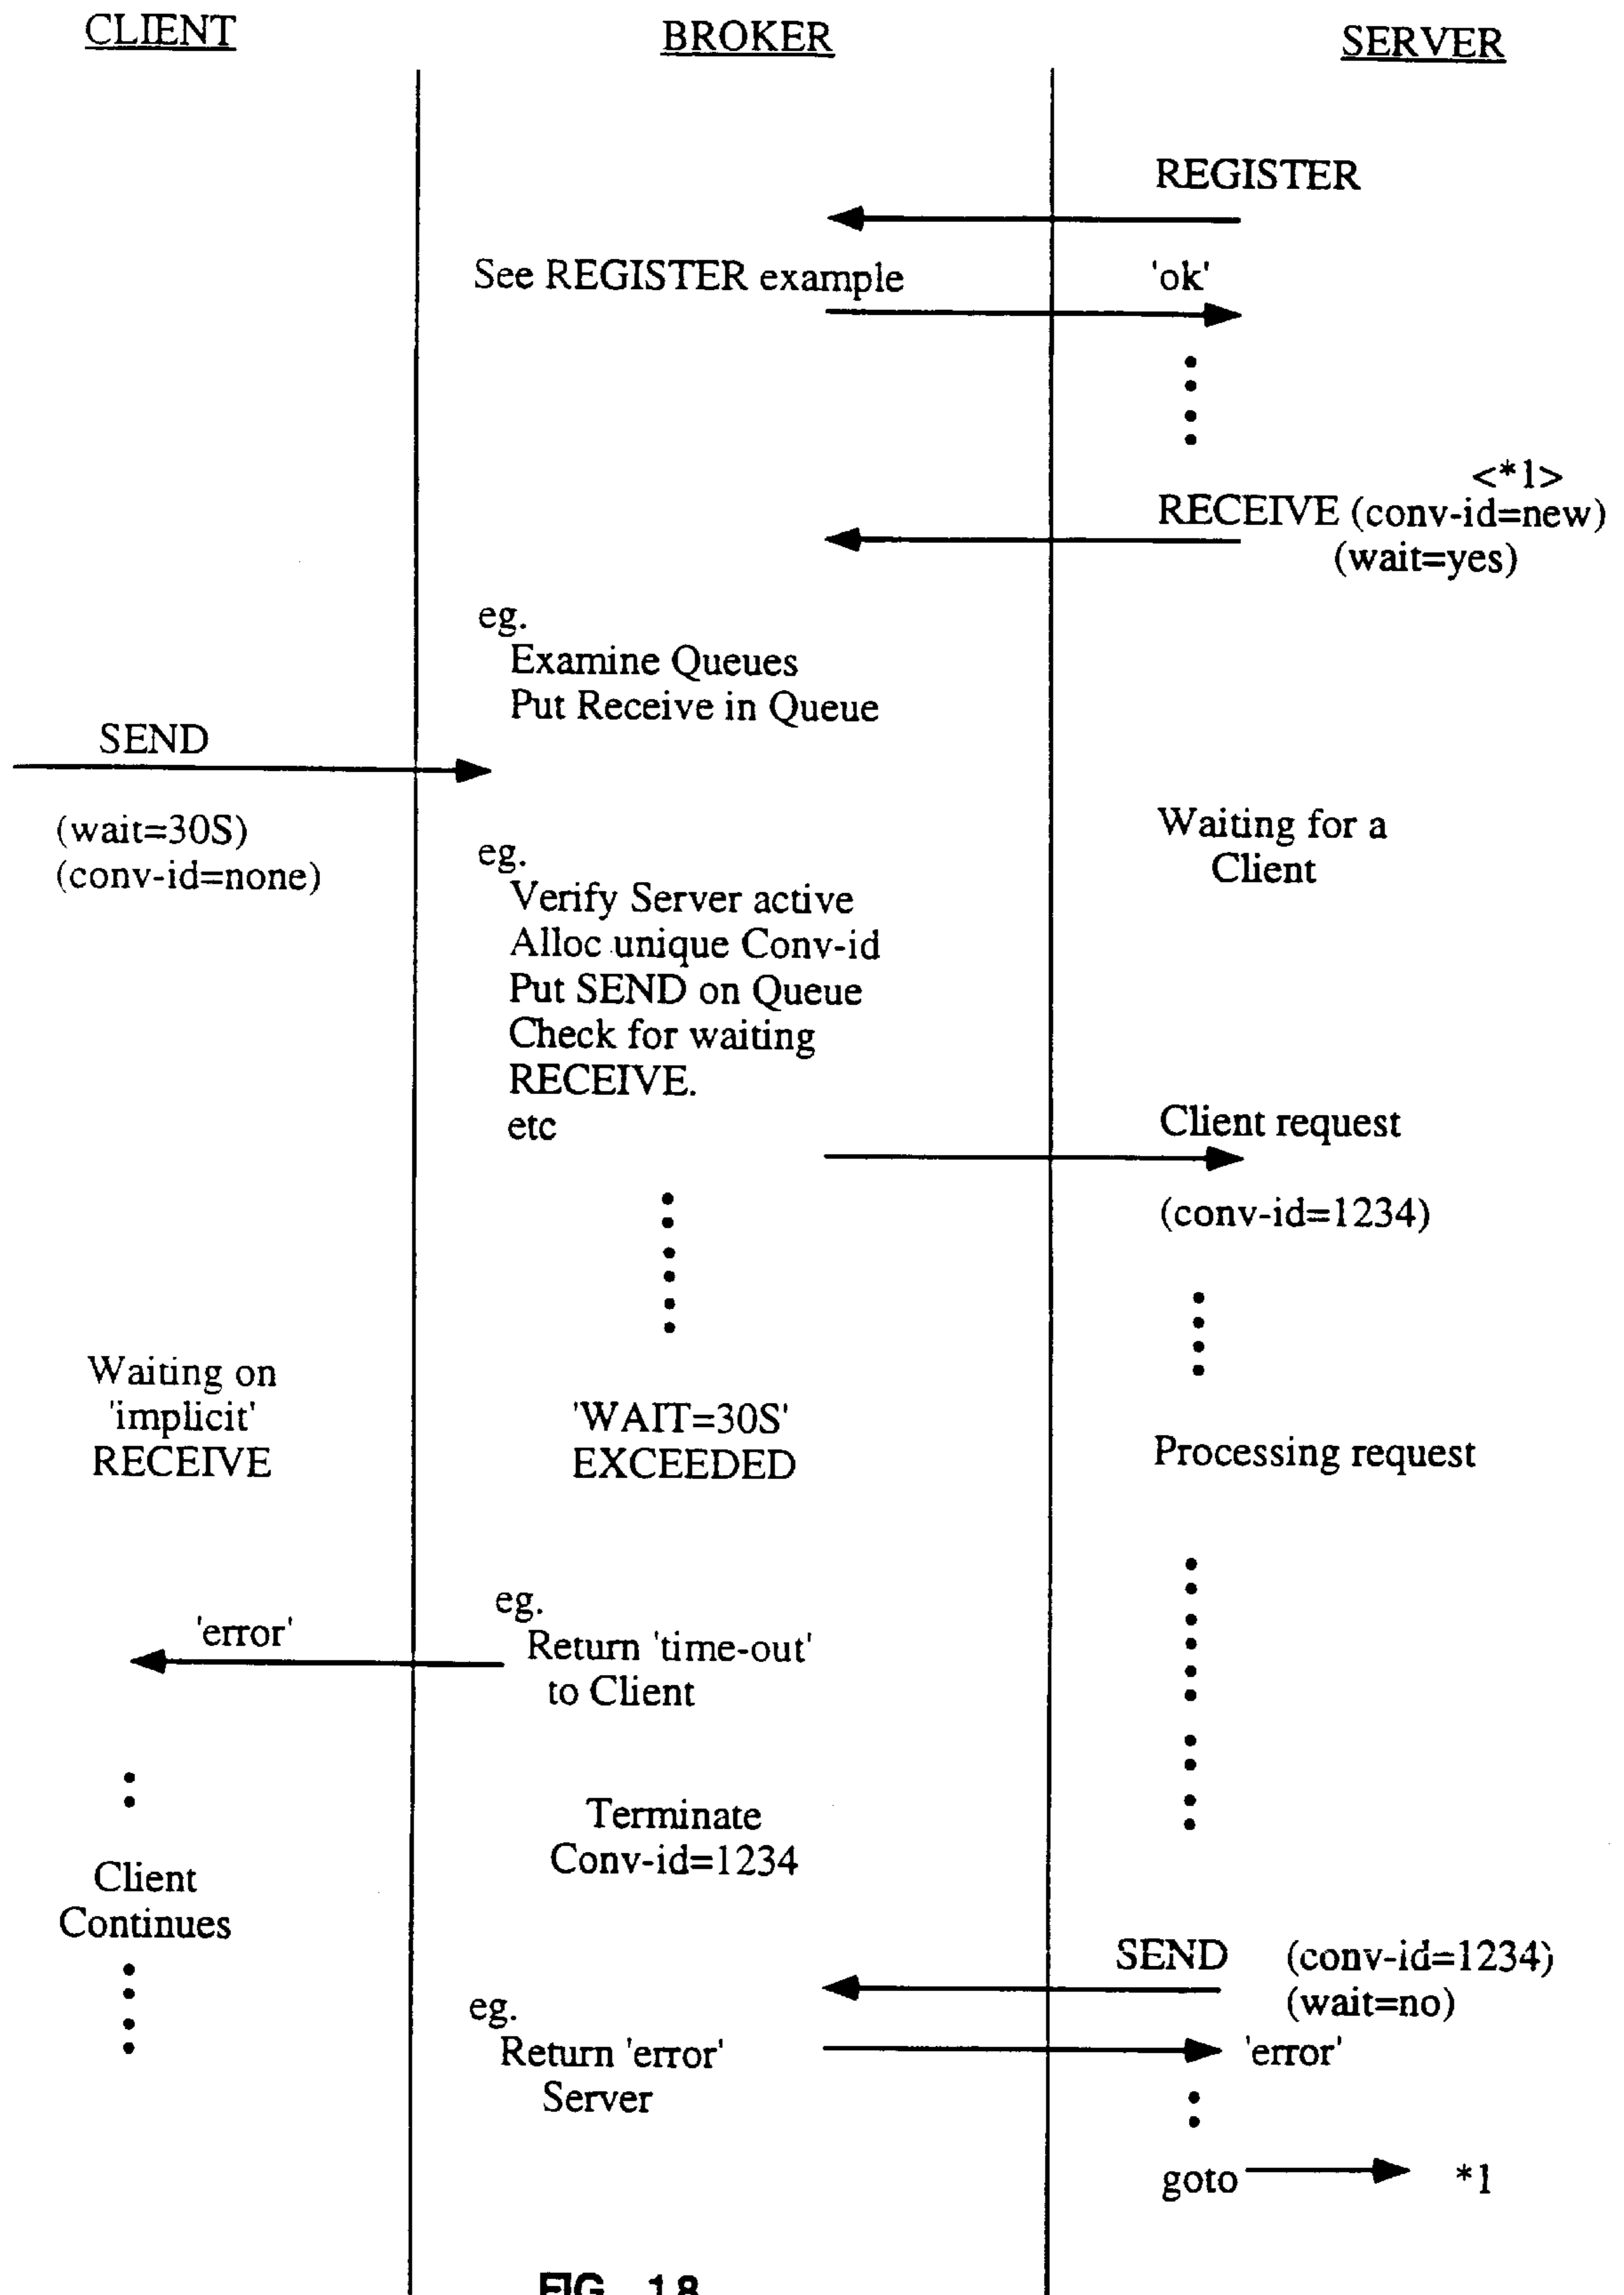 CLIENT
BROKER
SERVER
REGISTER
See REGISTER example
'ok'
<*1>
RECEIVE (conv-id=new)
(wait=yes)
eg.
Examine Queues
Put Receive in Queue
SEND
(wait=30S)
(conv-id=none)
Waiting for a
Client
eg.
Verify Server active
Alloc unique Conv-id
Put SEND on Queue
Check for waiting
RECEIVE.
etc
Client request
(conv-id=1234)
Waiting on
'implicit'
RECEIVE
'WAIT=30S'
EXCEEDED
Processing request
'error'
eg.
Return 'time-out'
to Client
Terminate
Conv-id=1234
Client
Continues
SEND (conv-id=1234)
(wait=no)
eg.
Return 'error'
Server
'error'
goto *1
FIG. 18